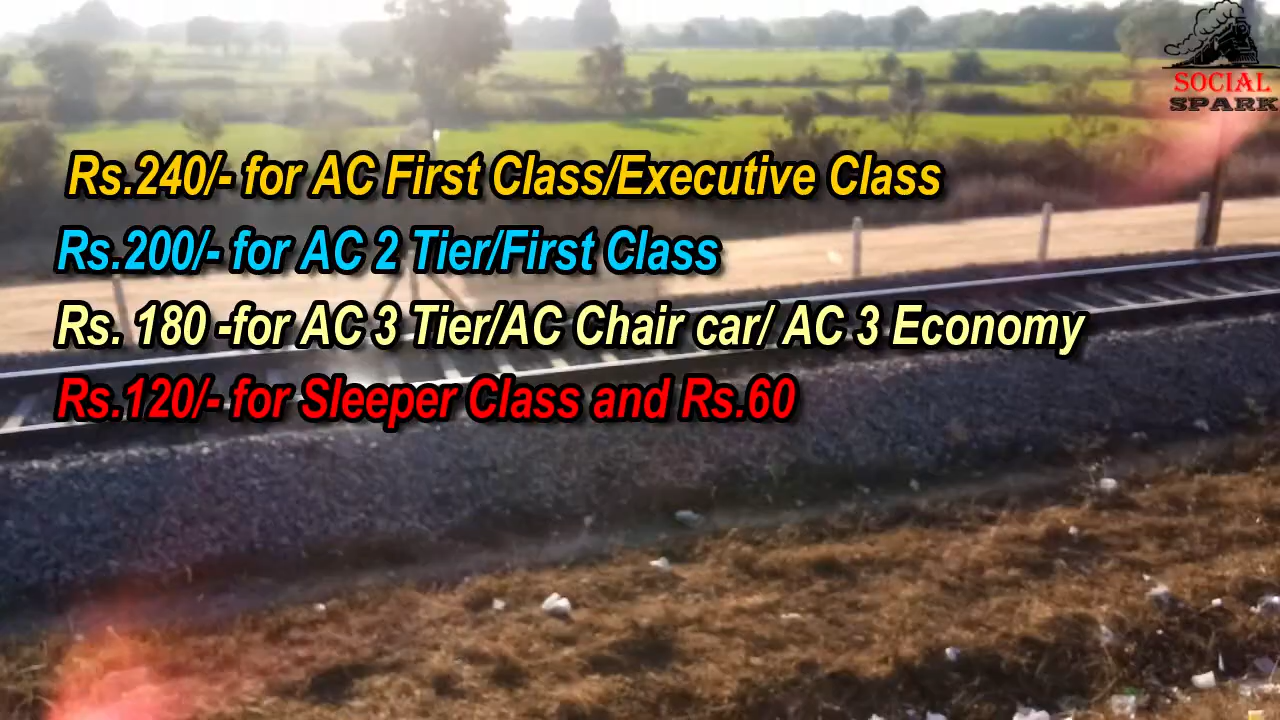 SOCIAL
SPARK
Rs.240/- for AC First Class/Executive Class
Rs.200/- for AC 2 Tier/First Class
Rs. 180 -for AC 3 Tier/AC Chair car/ AC 3 Economy
Rs.120/- for Sleeper Class and Rs.60